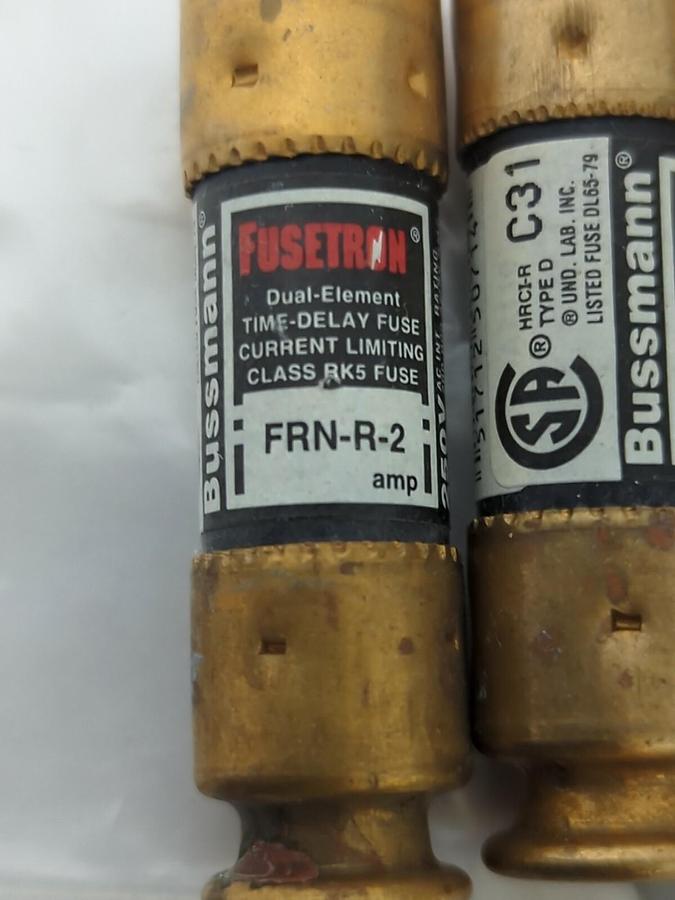 Bussmann®
FUSETRON®
Dual-Element
TIME-DELAY FUSE
CURRENT LIMITING
CLASS RK5 FUSE
FRN-R-2
amp
250V
HRCI-R
TYPE D
C31
® UND. LAB. INC.
LISTED FUSE DL65-79
SA®
Bussmann®